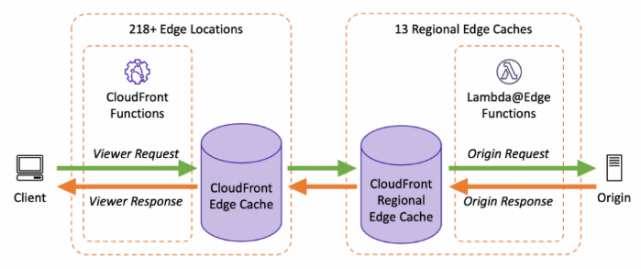 218+ Edge Locations
13 Regional Edge Caches
CloudFront
Functions
Lambda@Edge
Functions
Viewer Request
Origin Request
Client
CloudFront
Edge Cache
CloudFront
Regional
Edge Cache
Origin
Viewer Response
Origin Response